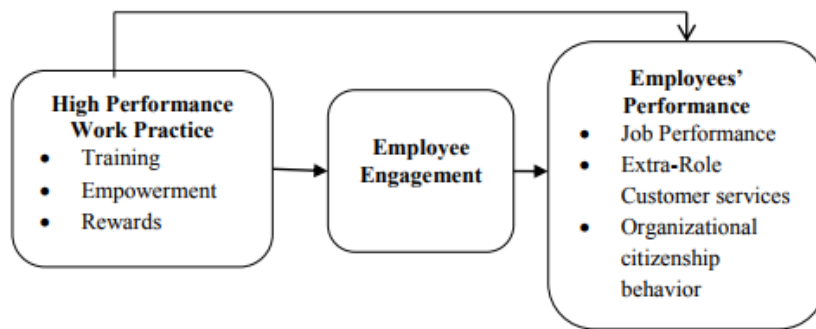 High Performance
Work Practice
• Training
• Empowerment
• Rewards
Employee
Engagement
Employees’
Performance
• Job Performance
• Extra-Role
Customer services
• Organizational
citizenship
behavior